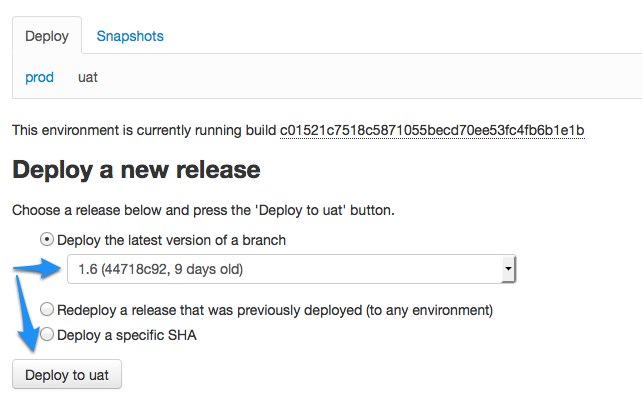 Deploy Snapshots
prod uat
This environment is currently running build c01521c7518c5871055becd70ee53fc4fb6b1e1b
Deploy a new release
Choose a release below and press the 'Deploy to uat' button.
Deploy the latest version of a branch
1.6 (44718c92, 9 days old)
Redeploy a release that was previously deployed (to any environment)
Deploy a specific SHA
Deploy to uat